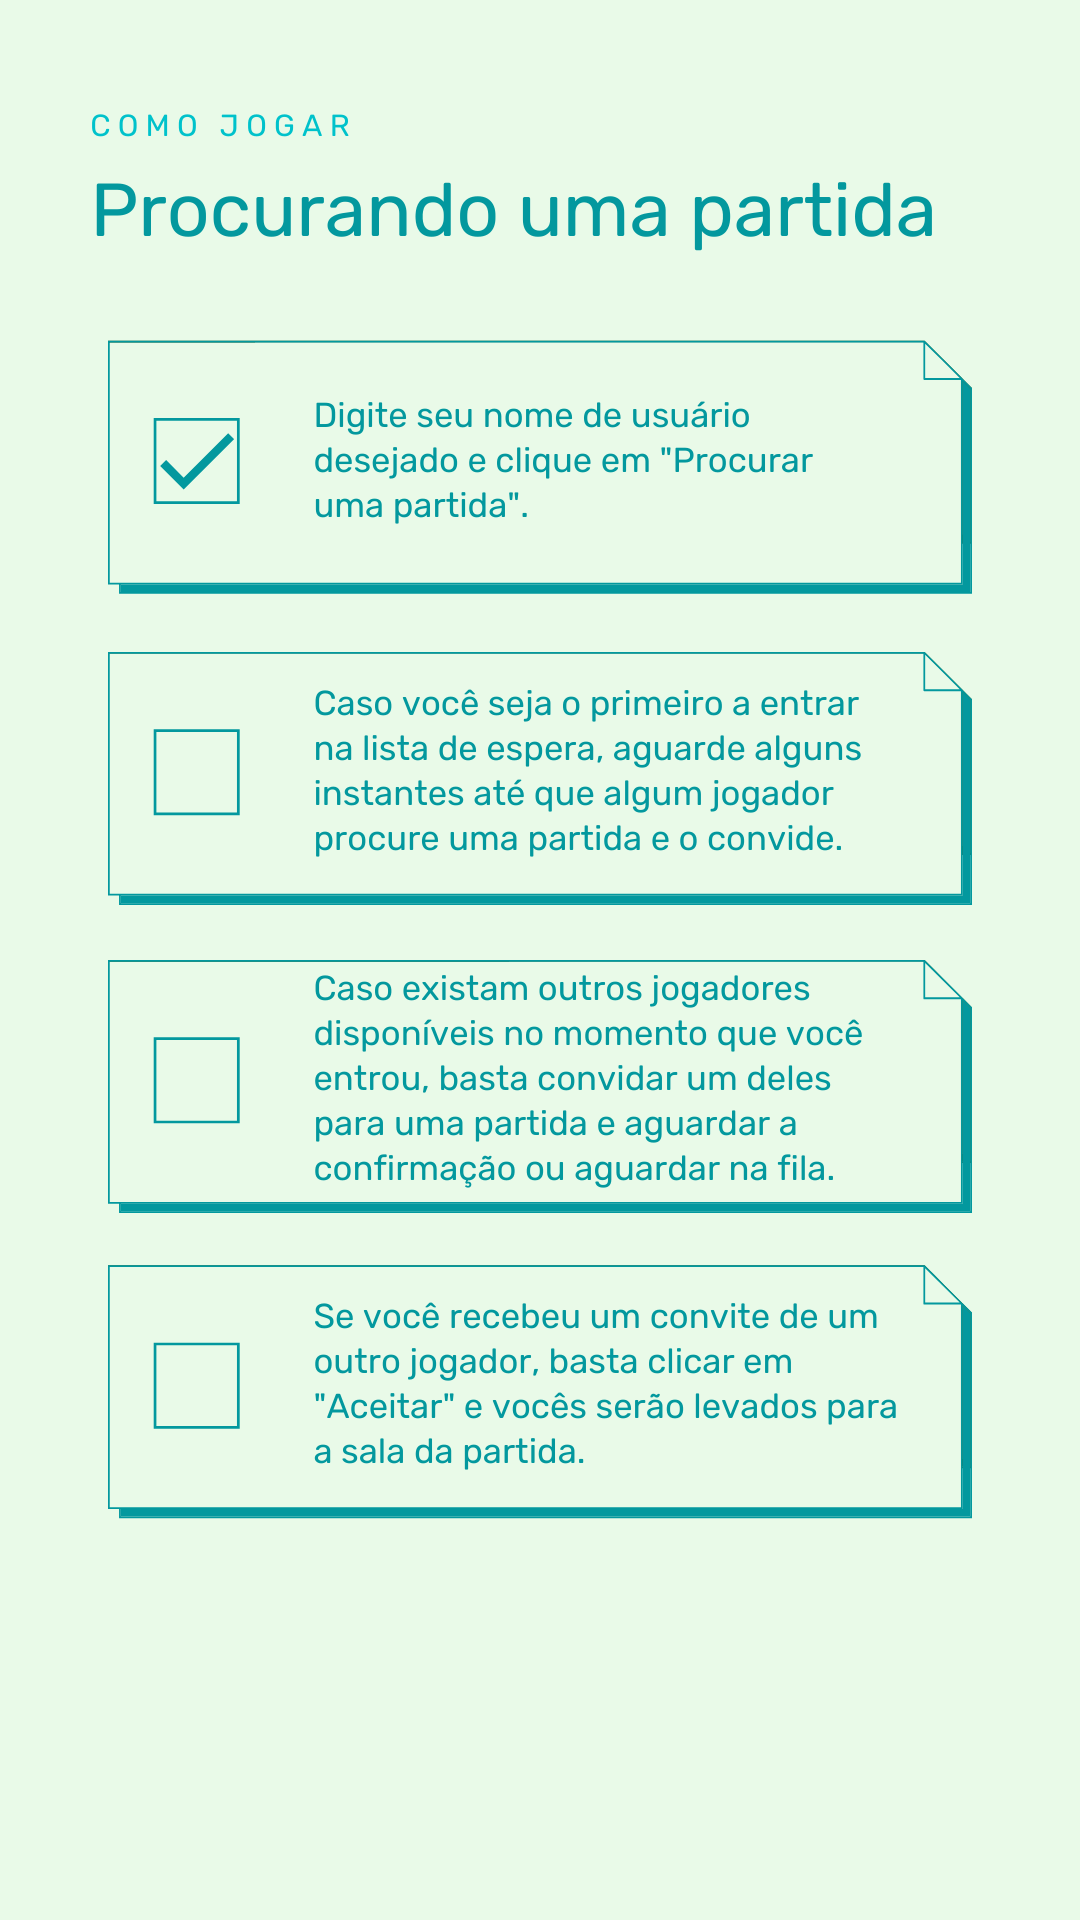 COMO JOGAR
Procurando uma partida
Digite seu nome de usuário
desejado e clique em "Procurar
uma partida".
Caso você seja o primeiro a entrar
na lista de espera, aguarde alguns
instantes até que algum jogador
procure uma partida e o convide.
Caso existam outros jogadores
disponíveis no momento que você
entrou, basta convidar um deles
para uma partida e aguardar a
confirmação ou aguardar na fila.
Se você recebeu um convite de um
outro jogador, basta clicar em
"Aceitar" e vocês serão levados para
a sala da partida.